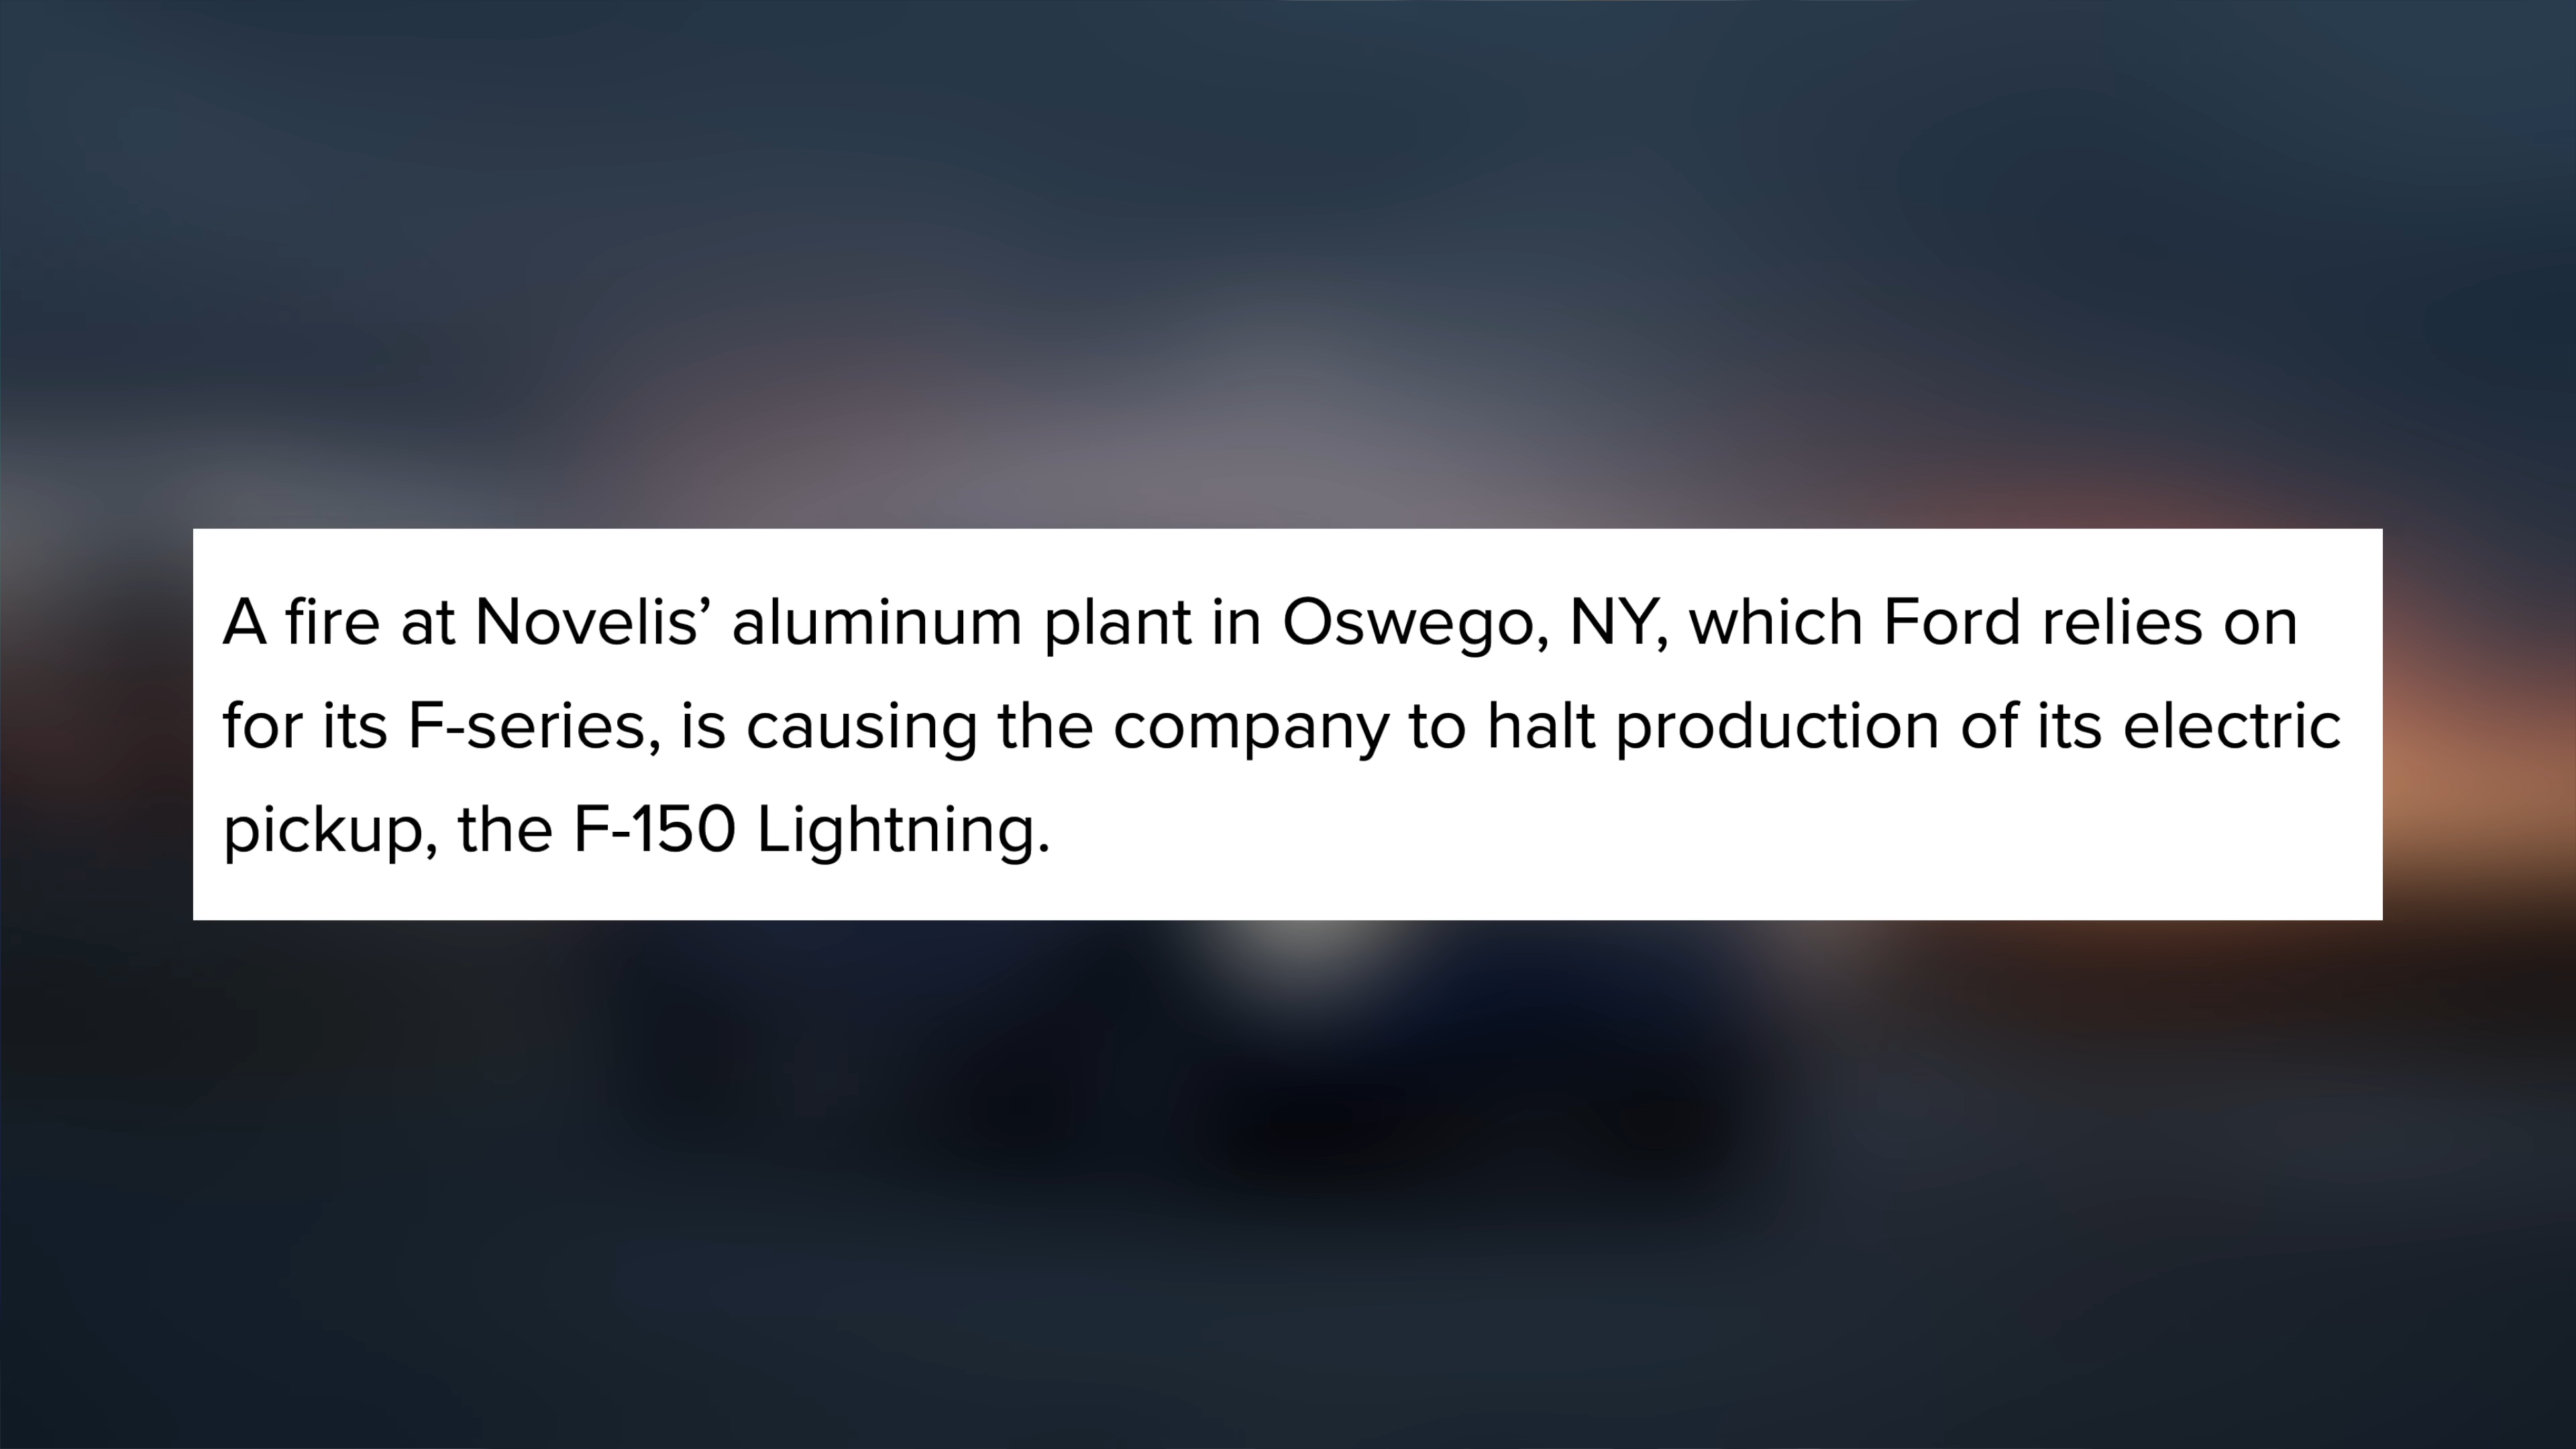 A fire at Novelis’ aluminum plant in Oswego, NY, which Ford relies on
for its F-series, is causing the company to halt production of its electric
pickup, the F-150 Lightning.